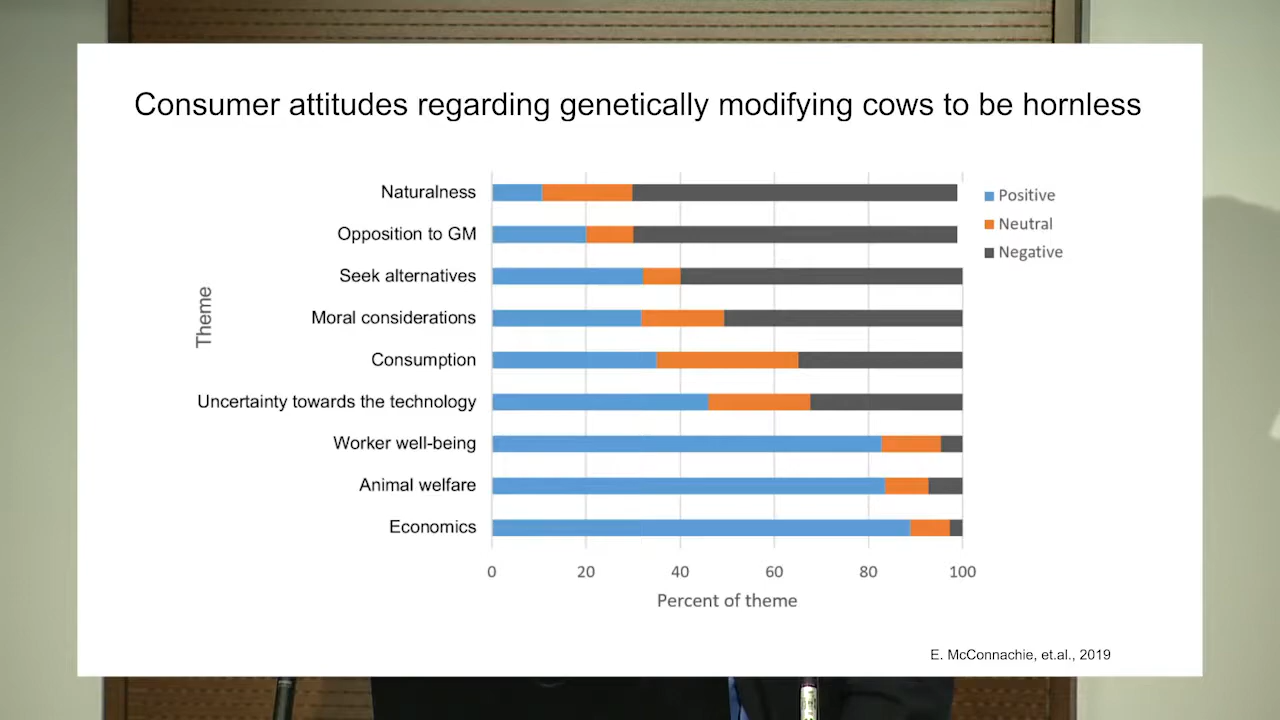 Consumer attitudes regarding genetically modifying cows to be hornless
Theme
Naturalness
Opposition to GM
Seek alternatives
Moral considerations
Consumption
Uncertainty towards the technology
Worker well-being
Animal welfare
Economics
0 20 40 60 80 100
Percent of theme
Positive
Neutral
Negative
E. McConnachie, et.al., 2019